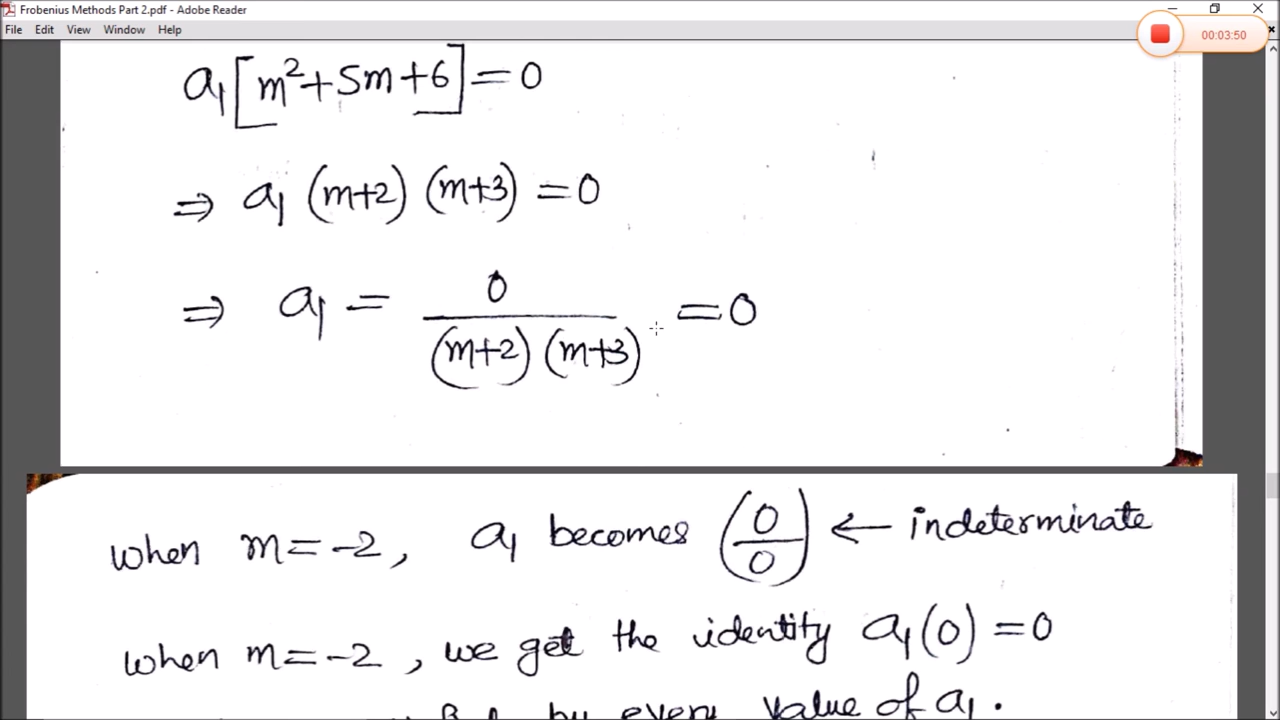 Frobenius Methods Part 2.pdf - Adobe Reader
File Edit View Window Help
00:03:50
a₁[m²+5m+6]=0
⇒ a₁ (m+2) (m+3) =0
⇒ a₁ = 0/((m+2)(m+3)) =0
when m=-2, a₁ becomes (0/0) ← indeterminate
when m=-2, we get the identity a₁(0)=0
by every value of a₁.